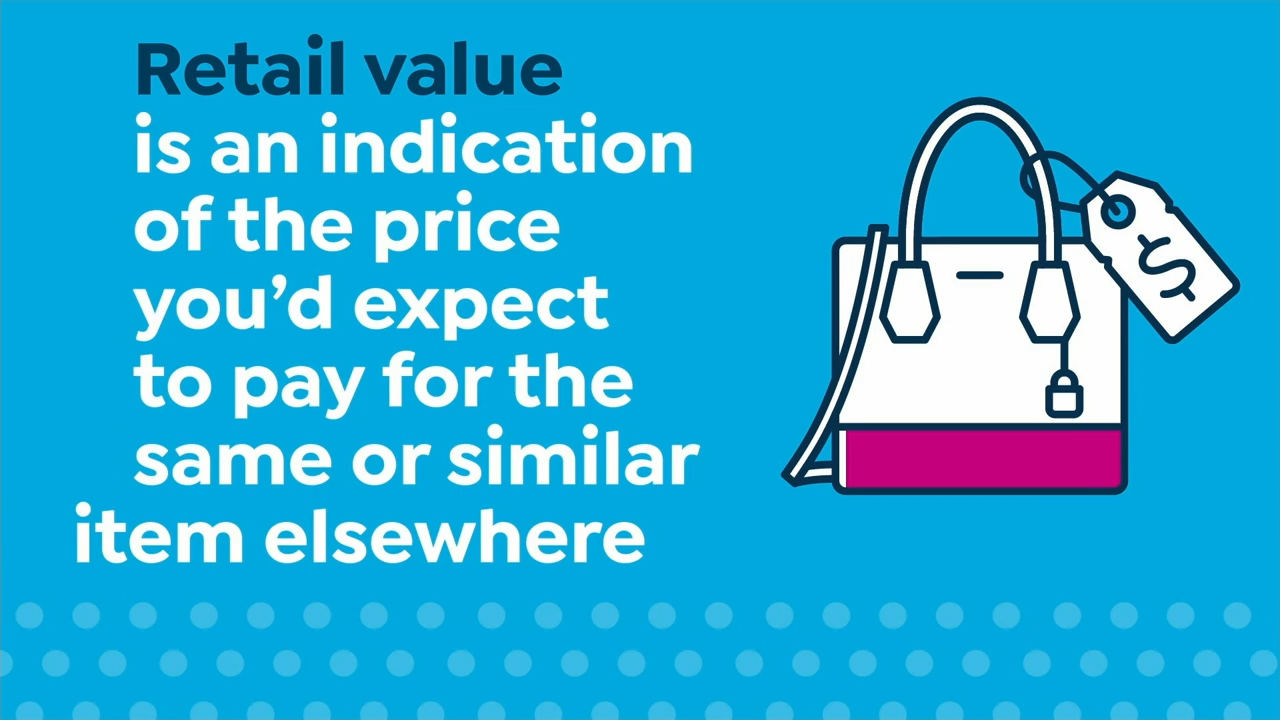 Retail value
is an indication
of the price
you’d expect
to pay for the
same or similar
item elsewhere
$